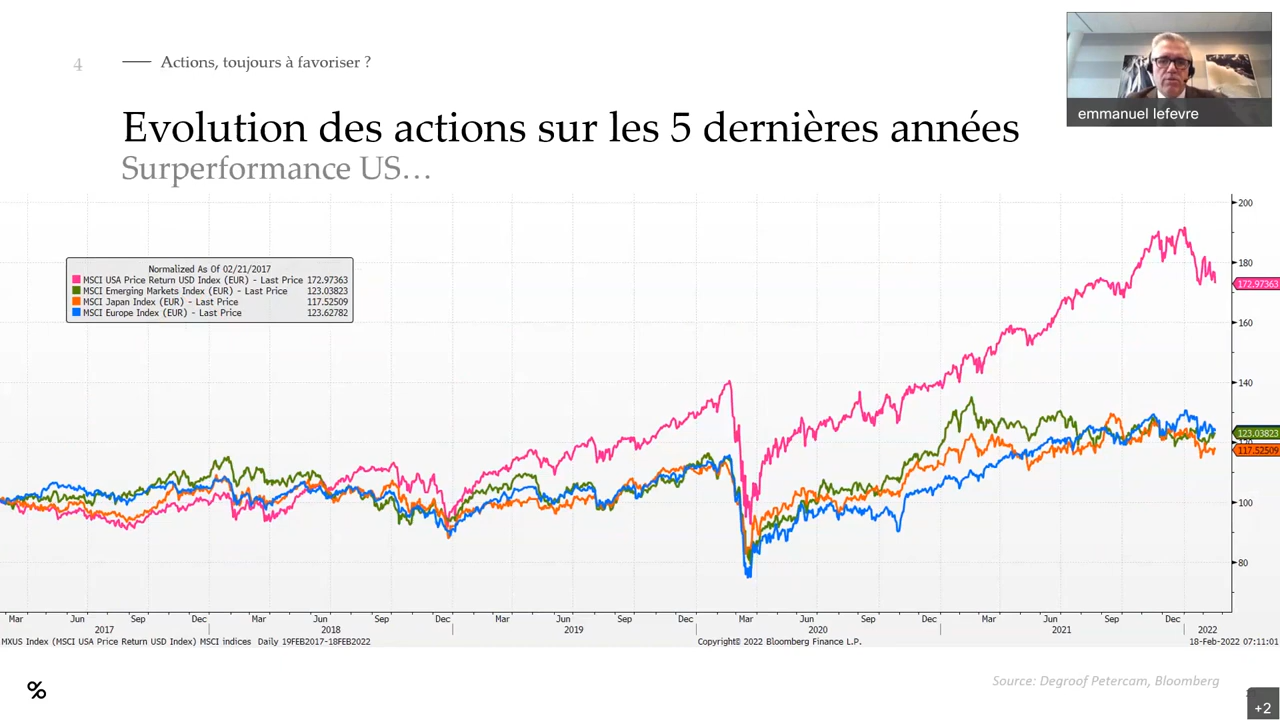 4
Actions, toujours à favoriser ?
emmanuel lefevre
Evolution des actions sur les 5 dernières années
Surperformance US…
Normalized As Of 02/21/2017
MSCI USA Price Return USD Index (EUR) - Last Price 172.97363
MSCI Emerging Markets Index (EUR) - Last Price 123.03823
MSCI Japan Index (EUR) - Last Price 117.52509
MSCI Europe Index (EUR) - Last Price 123.62782
200
180
172.97363
160
140
123.03823
117.52509
100
80
Mar Jun Sep Dec Mar Jun Sep Dec Mar Jun Sep Dec Mar Jun Sep Dec Mar Jun Sep Dec
2017 2018 2019 2020 2021 2022
MXUS Index (MSCI USA Price Return USD Index) MSCI indices Daily 19FEB2017-18FEB2022 Copyright© 2022 Bloomberg Finance L.P. 18-Feb-2022 07:11:01
Source: Degroof Petercam, Bloomberg
+2